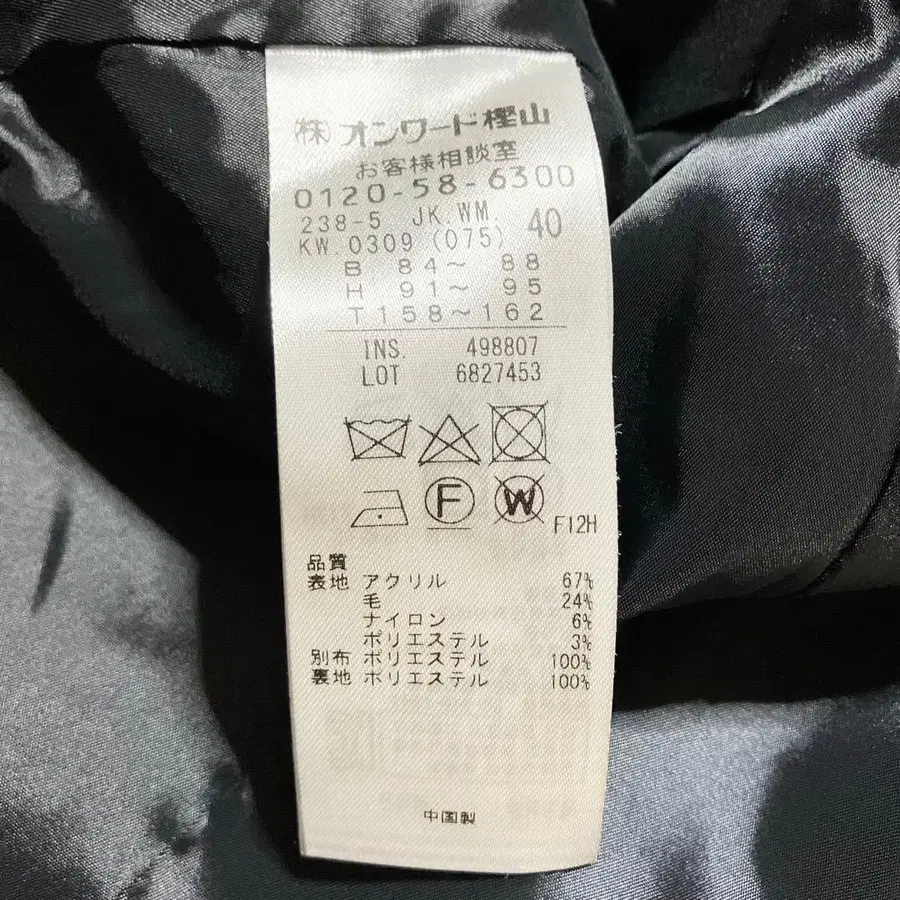 ㈱オンワード樫山
お客様相談室
0120-58-6300
238-5 JK.WM. 40
KW.0309 (075)
B 84～ 88
H 91～ 95
T158～162
INS. 498807
LOT 6827453
F W F12H
品質
表地 アクリル 67%
毛 24%
ナイロン 6%
ポリエステル 3%
別布 ポリエステル 100%
裏地 ポリエステル 100%
中国製